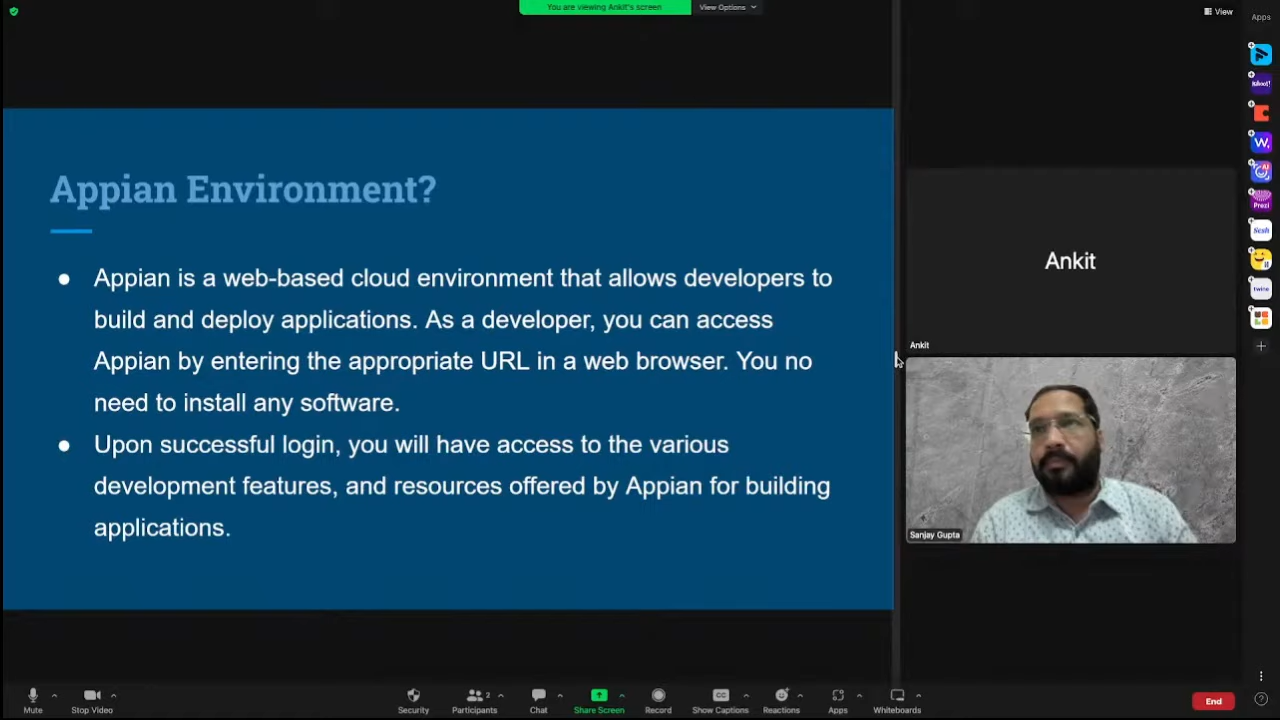 You are viewing Ankit's screen
View Options
View
Apps
Appian Environment?
Appian is a web-based cloud environment that allows developers to
build and deploy applications. As a developer, you can access
Appian by entering the appropriate URL in a web browser. You no
need to install any software.
Upon successful login, you will have access to the various
development features, and resources offered by Appian for building
applications.
Ankit
Ankit
Sanjay Gupta
Prezi
Mute
Stop Video
Security
Participants
2
Chat
Share Screen
Record
CC
Show Captions
Reactions
Apps
Whiteboards
End